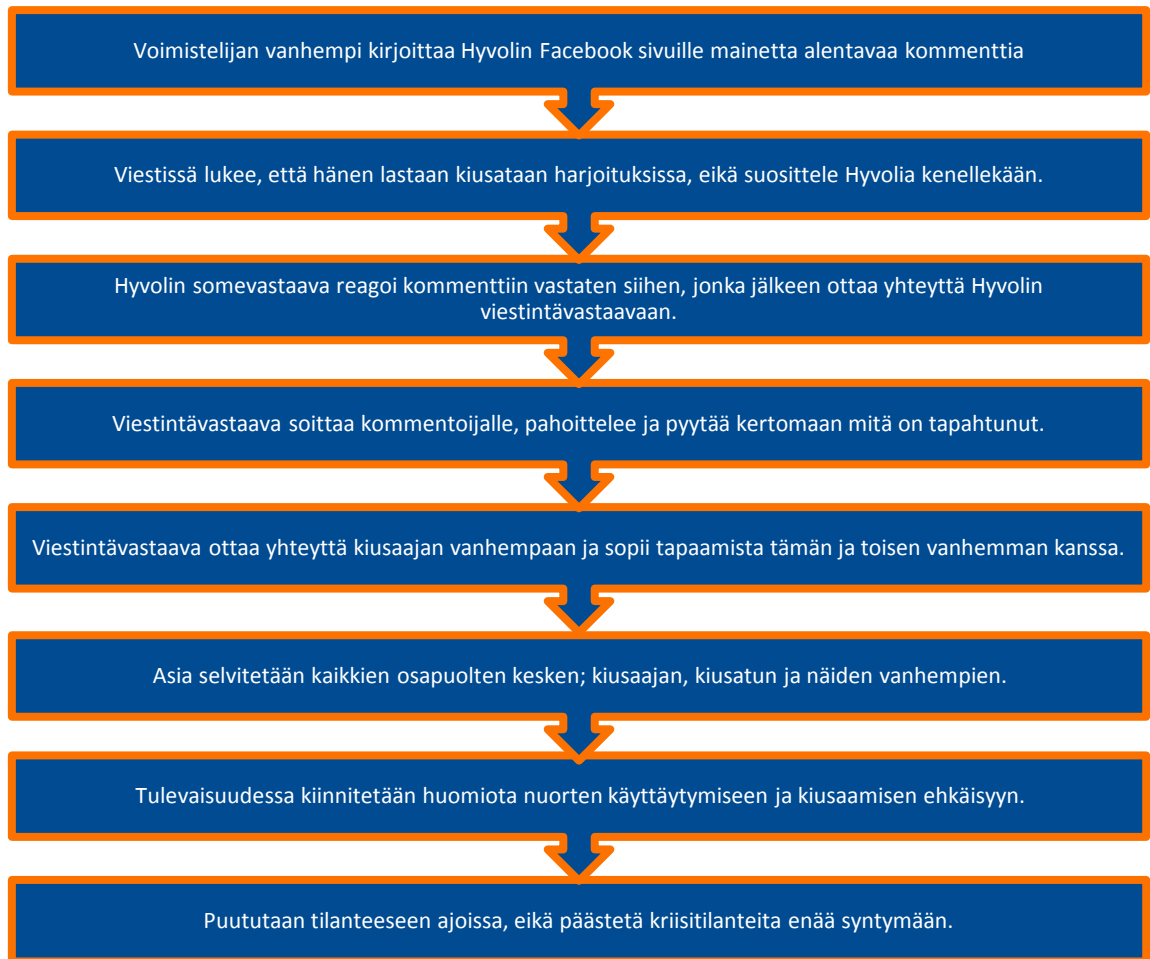 Voimistelijan vanhempi kirjoittaa Hyvolin Facebook sivuille mainetta alentavaa kommenttia
Viestissä lukee, että hänen lastaan kiusataan harjoituksissa, eikä suosittele Hyvolia kenellekään.
Hyvolin somevastaava reagoi kommenttiin vastaten siihen, jonka jälkeen ottaa yhteyttä Hyvolin
viestintävastaavaan.
Viestintävastaava soittaa kommentoijalle, pahoittelee ja pyytää kertomaan mitä on tapahtunut.
Viestintävastaava ottaa yhteyttä kiusaajan vanhempaan ja sopii tapaamista tämän ja toisen vanhemman kanssa.
Asia selvitetään kaikkien osapuolten kesken; kiusaajan, kiusatun ja näiden vanhempien.
Tulevaisuudessa kiinnitetään huomiota nuorten käyttäytymiseen ja kiusaamisen ehkäisyyn.
Puututaan tilanteeseen ajoissa, eikä päästetä kriisitilanteita enää syntymään.